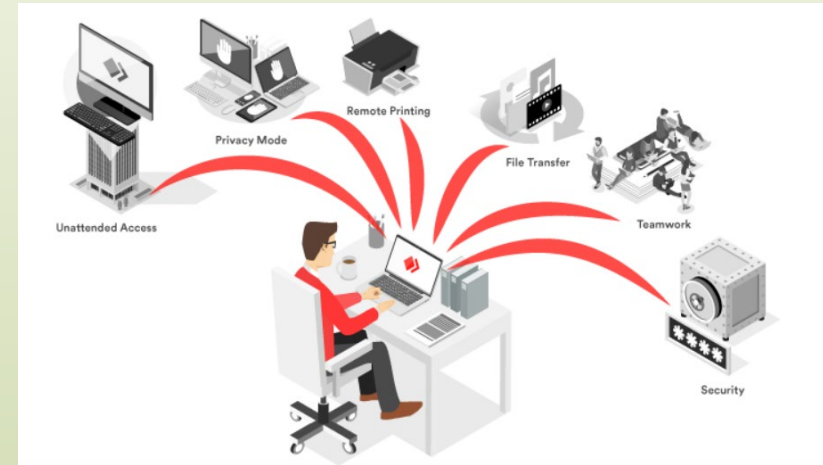 Remote Printing
Privacy Mode
File Transfer
Unattended Access
Teamwork
Security
****